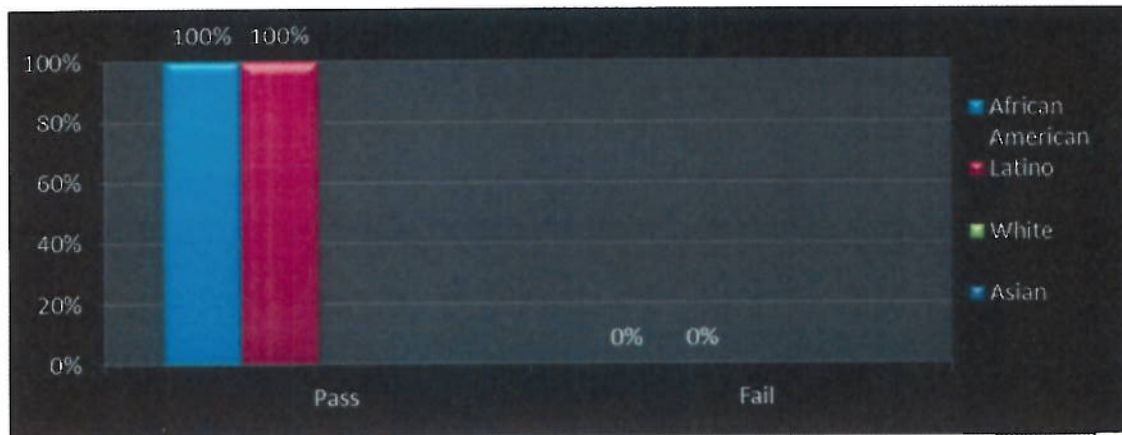 100% 100%
100%
80%
60%
40%
20%
0%
0% 0%
Pass Fail
African
American
Latino
White
Asian